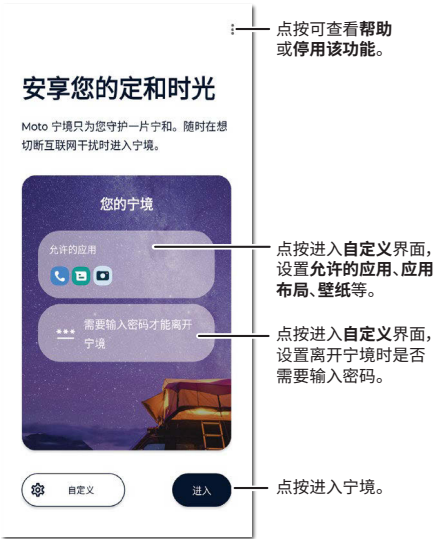 点按可查看帮助
或停用该功能。
安享您的定和时光
Moto 宁境只为您守护一片宁和。随时在想
切断互联网干扰时进入宁境。
您的宁境
允许的应用
点按进入自定义界面，
设置允许的应用、应用
布局、壁纸等。
***
需要输入密码才能离开
宁境
点按进入自定义界面，
设置离开宁境时是否
需要输入密码。
自定义
进入
点按进入宁境。